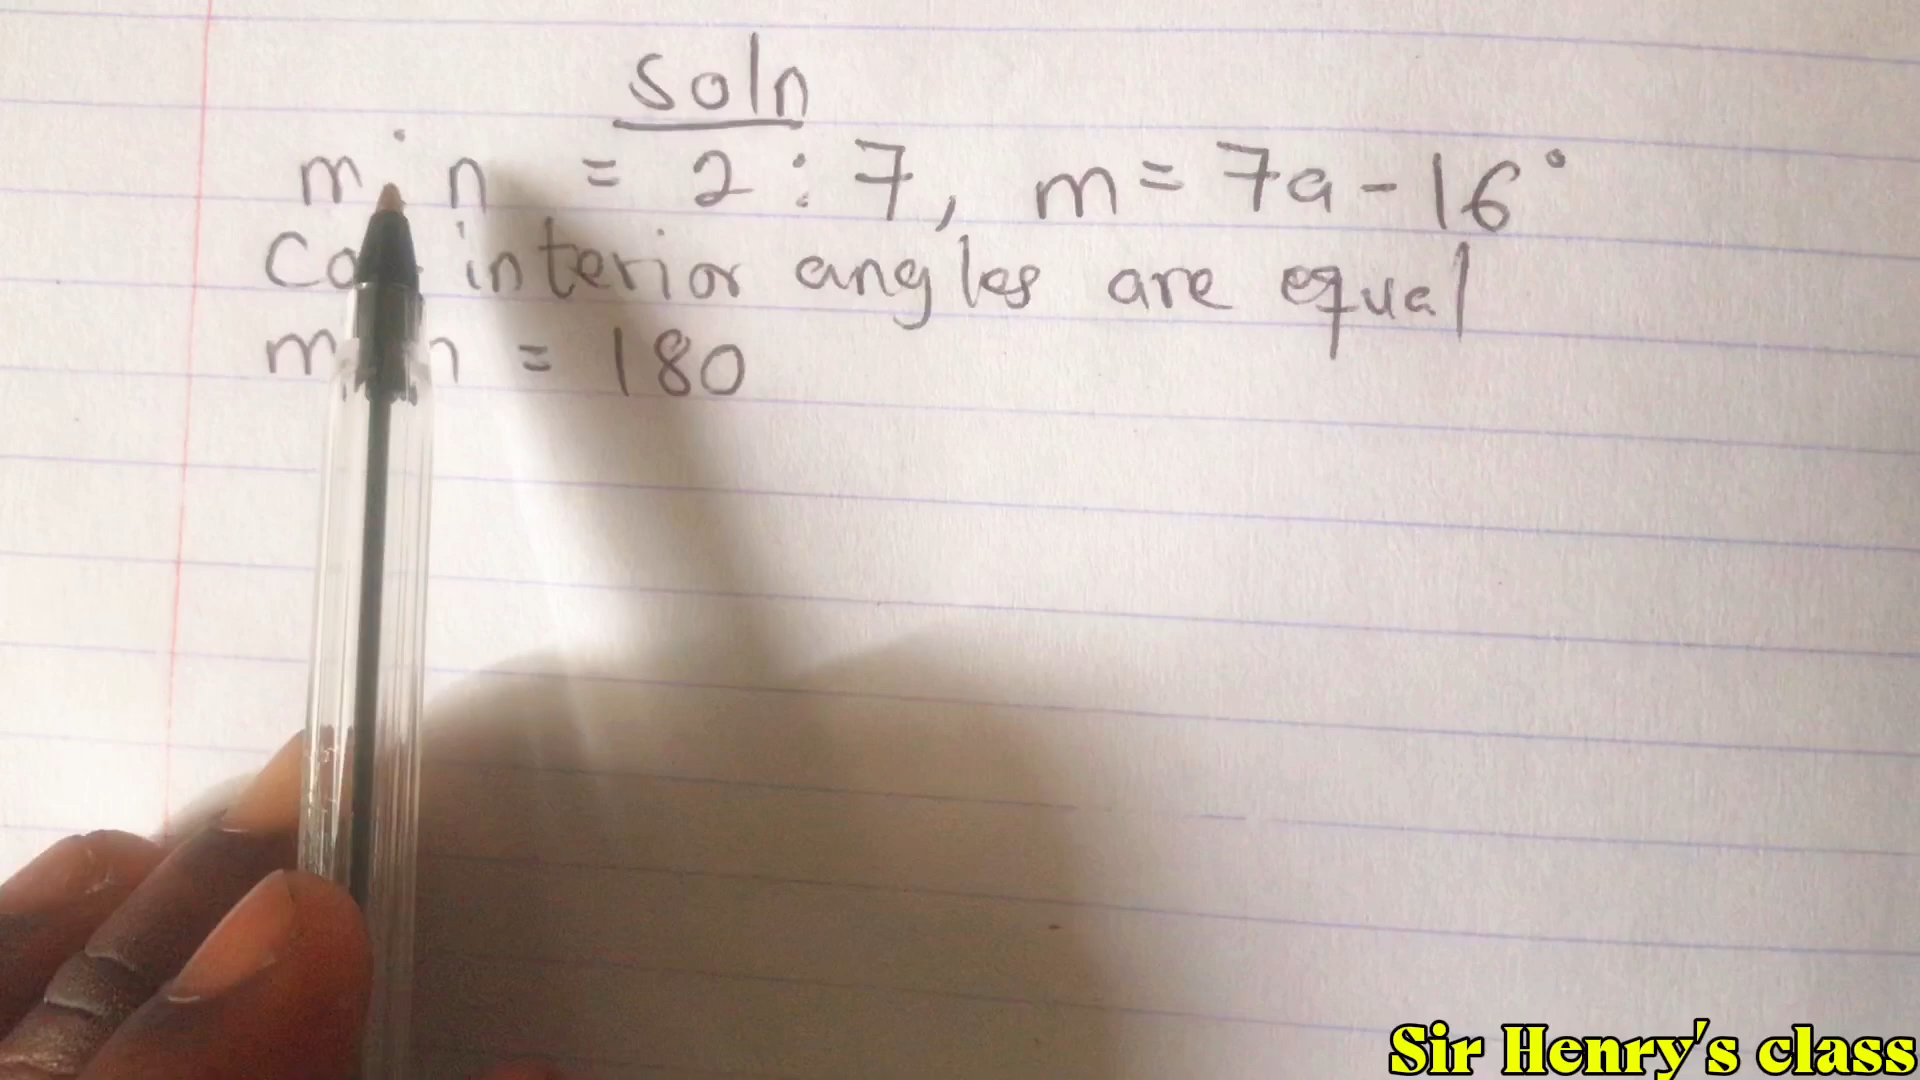 soln
m : n = 2 : 7, m = 7a - 16°
interior angles are equal
m n = 180
Sir Henry's class